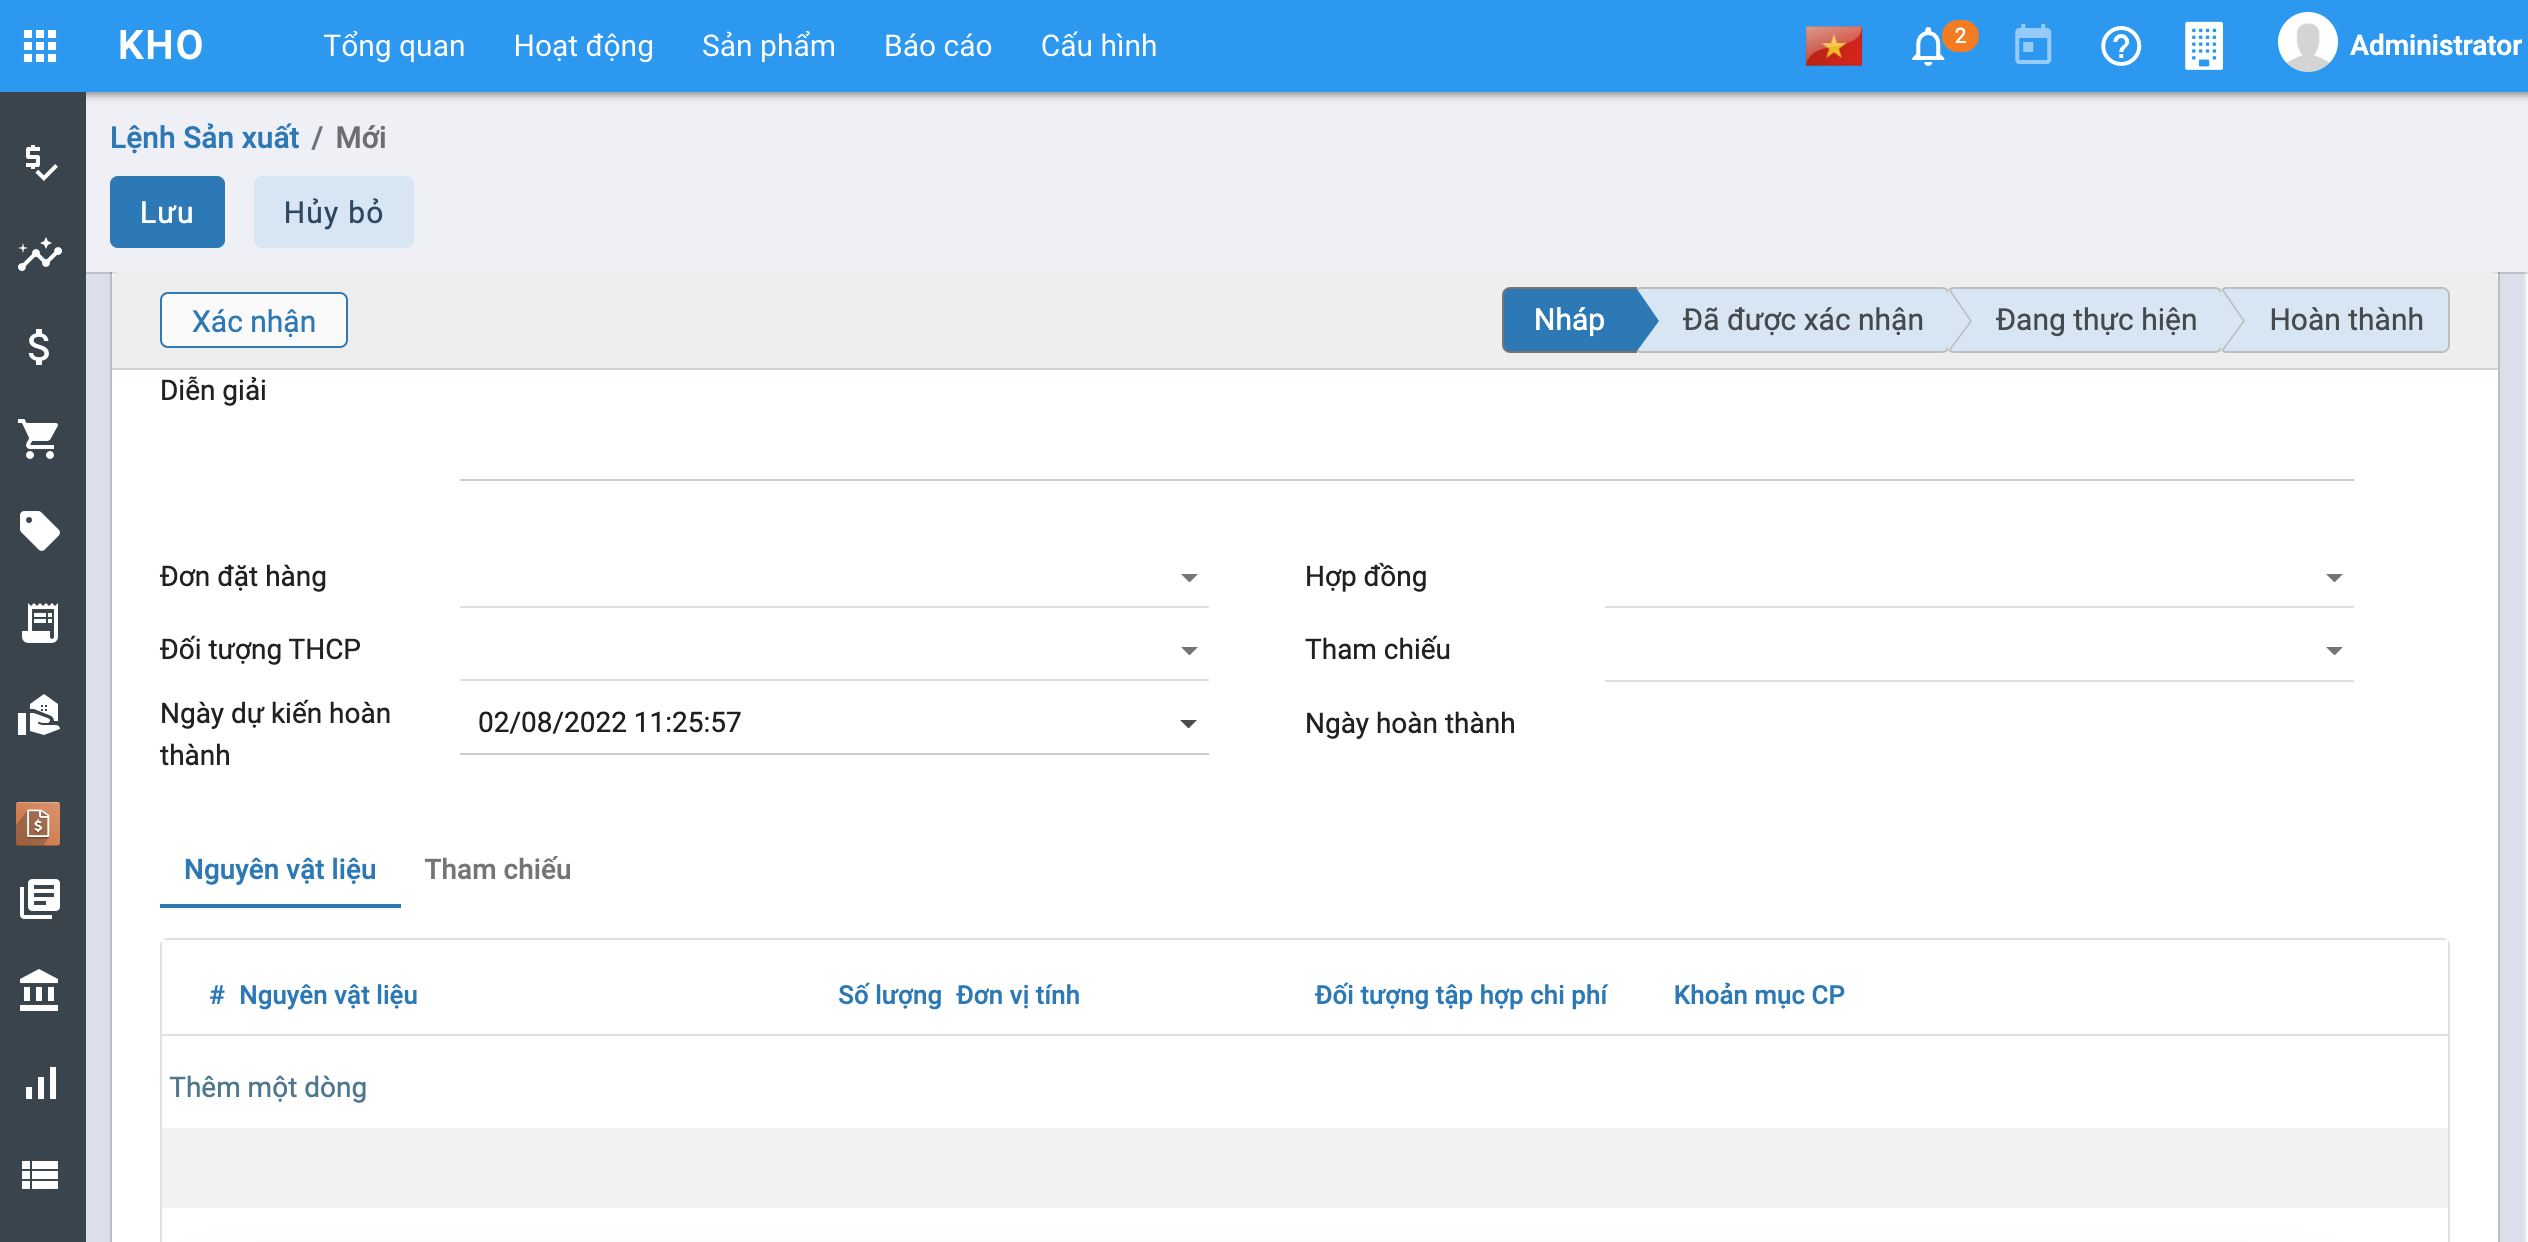 KHO
Tổng quan
Hoạt động
Sản phẩm
Báo cáo
Cấu hình
2
Administrator
Lệnh Sản xuất / Mới
Lưu
Hủy bỏ
Xác nhận
Nháp
Đã được xác nhận
Đang thực hiện
Hoàn thành
Diễn giải
Đơn đặt hàng
Hợp đồng
Đối tượng THCP
Tham chiếu
Ngày dự kiến hoàn
thành
02/08/2022 11:25:57
Ngày hoàn thành
Nguyên vật liệu
Tham chiếu
# Nguyên vật liệu
Số lượng
Đơn vị tính
Đối tượng tập hợp chi phí
Khoản mục CP
Thêm một dòng